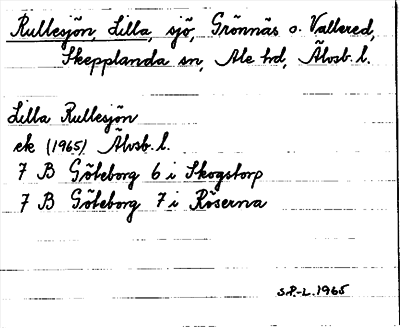 Rullesjön, Lilla, sjö, Grönnäs o. Vallered,
Skepplanda sn, Ale hd, Älvsb. l.
Lilla Rullesjön
ek (1965) Älvsb. l.
7 B Göteborg 6 i Skogstorp
7 B Göteborg 7 i Röserna
S.P.-L. 1965